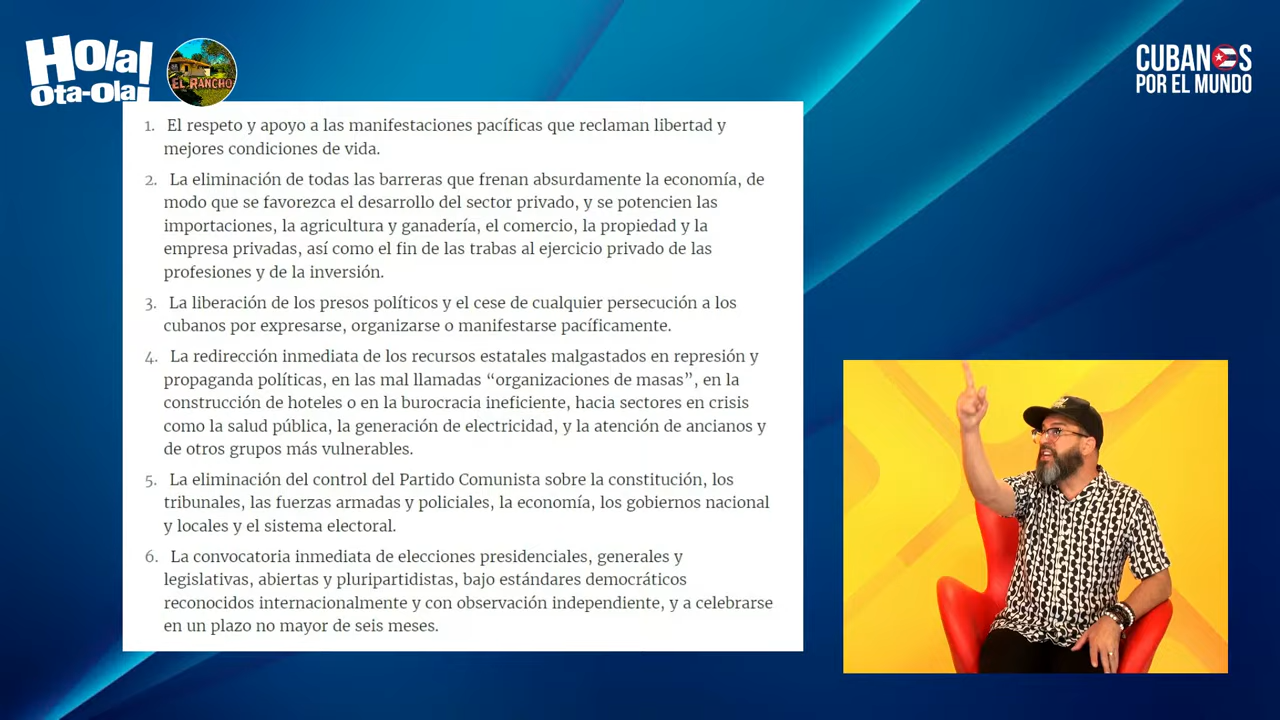 Hola!
Ota-Ola!
EL RANCHO
CUBANOS
POR EL MUNDO
1. El respeto y apoyo a las manifestaciones pacíficas que reclaman libertad y
mejores condiciones de vida.
2. La eliminación de todas las barreras que frenan absurdamente la economía, de
modo que se favorezca el desarrollo del sector privado, y se potencien las
importaciones, la agricultura y ganadería, el comercio, la propiedad y la
empresa privadas, así como el fin de las trabas al ejercicio privado de las
profesiones y de la inversión.
3. La liberación de los presos políticos y el cese de cualquier persecución a los
cubanos por expresarse, organizarse o manifestarse pacíficamente.
4. La redirección inmediata de los recursos estatales malgastados en represión y
propaganda políticas, en las mal llamadas “organizaciones de masas”, en la
construcción de hoteles o en la burocracia ineficiente, hacia sectores en crisis
como la salud pública, la generación de electricidad, y la atención de ancianos y
de otros grupos más vulnerables.
5. La eliminación del control del Partido Comunista sobre la constitución, los
tribunales, las fuerzas armadas y policiales, la economía, los gobiernos nacional
y locales y el sistema electoral.
6. La convocatoria inmediata de elecciones presidenciales, generales y
legislativas, abiertas y pluripartidistas, bajo estándares democráticos
reconocidos internacionalmente y con observación independiente, y a celebrarse
en un plazo no mayor de seis meses.